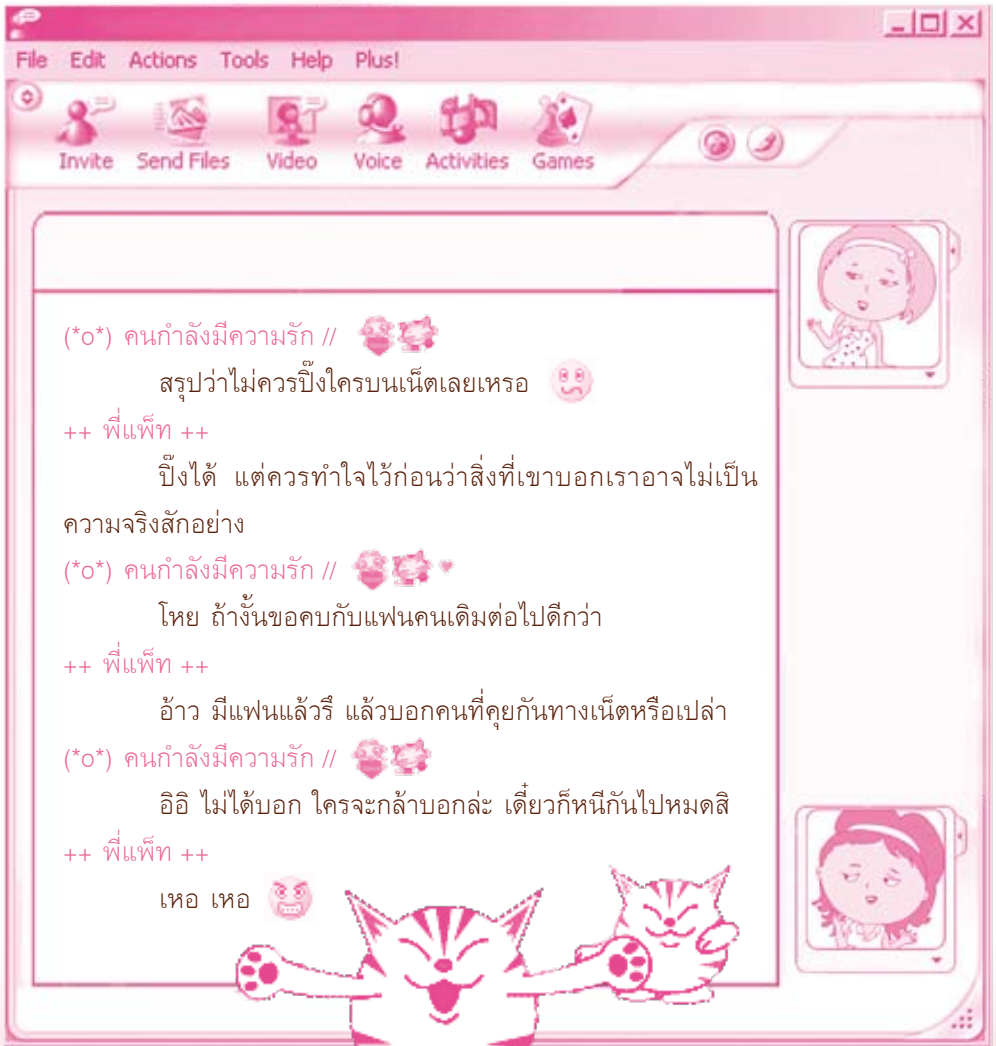 File Edit Actions Tools Help Plus!
Invite Send Files Video Voice Activities Games
(*o*) คนกำลังมีความรัก //
สรุปว่าไม่ควรปิ๊งใครบนเน็ตเลยเหรอ
++ พี่แพ็ท ++
ปิ๊งได้ แต่ควรทำใจไว้ก่อนว่าสิ่งที่เขาบอกเราอาจไม่เป็น
ความจริงสักอย่าง
(*o*) คนกำลังมีความรัก //
โหย ถ้างั้นขอคบกับแฟนคนเดิมต่อไปดีกว่า
++ พี่แพ็ท ++
อ้าว มีแฟนแล้วรึ แล้วบอกคนที่คุยกันทางเน็ตหรือเปล่า
(*o*) คนกำลังมีความรัก //
อิอิ ไม่ได้บอก ใครจะกล้าบอกล่ะ เดี๋ยวก็หนีกันไปหมดสิ
++ พี่แพ็ท ++
เหอ เหอ